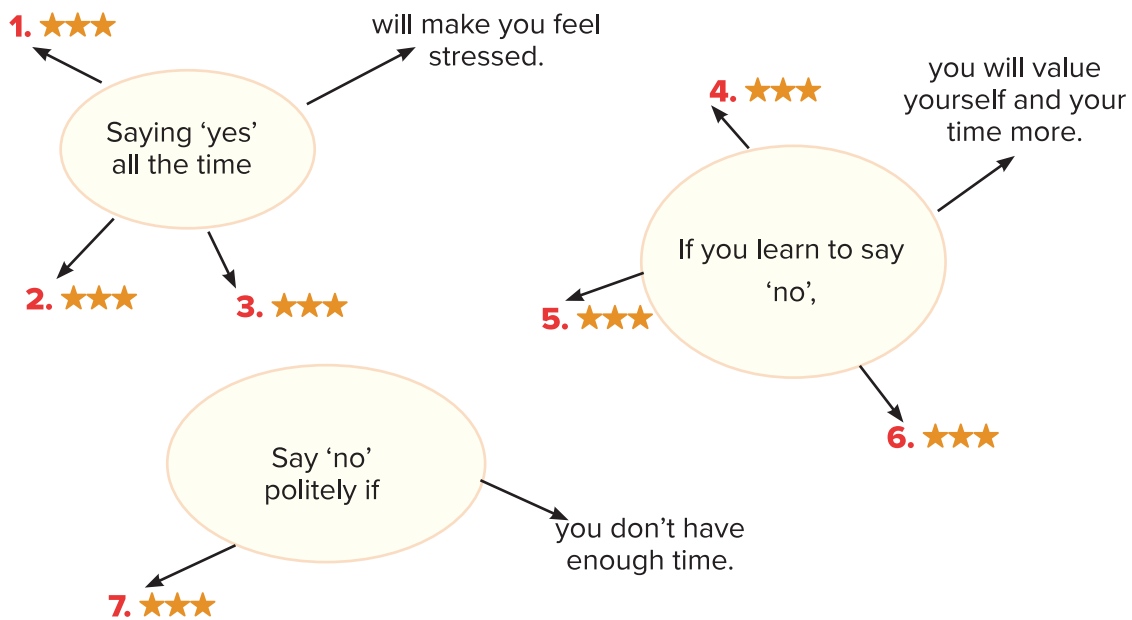 1. ★★★
will make you feel
stressed.
Saying ‘yes’
all the time
2. ★★★
3. ★★★
4. ★★★
you will value
yourself and your
time more.
If you learn to say
‘no’,
5. ★★★
6. ★★★
Say ‘no’
politely if
you don’t have
enough time.
7. ★★★